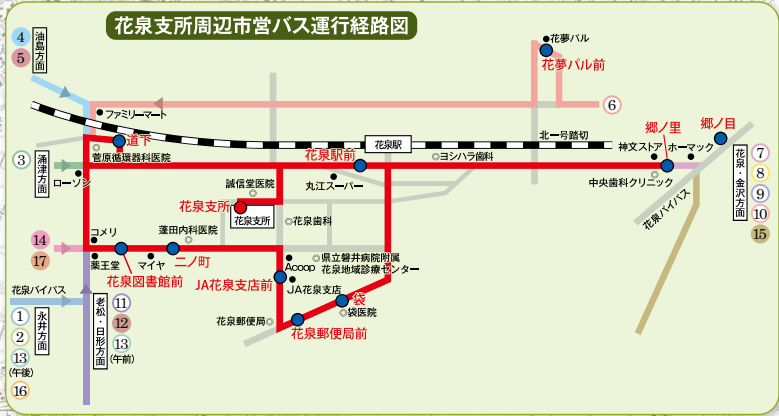 花泉支所周辺市営バス運行経路図
4
5
油島方面
花夢パル
花夢パル前
6
ファミリーマート
道下
菅原循環器科医院
3
涌津方面
ローソン
花泉駅
花泉駅前
北一号踏切
ヨシハラ歯科
丸江スーパー
誠信堂医院
郷ノ里
郷ノ目
神文ストア
ホーマック
中央歯科クリニック
花泉バイパス
花泉・金沢方面
7
8
9
10
15
花泉支所
花泉支所
花泉歯科
蓬田内科医院
14
17
コメリ
薬王堂
マイヤ
花泉図書館前
二ノ町
県立磐井病院附属
花泉地域診療センター
Acoop
JA花泉支店
JA花泉支店前
袋
袋医院
花泉郵便局
花泉郵便局前
花泉バイパス
1
2
13
(午後)
16
永井方面
老松・日形方面
11
12
13
(午前)